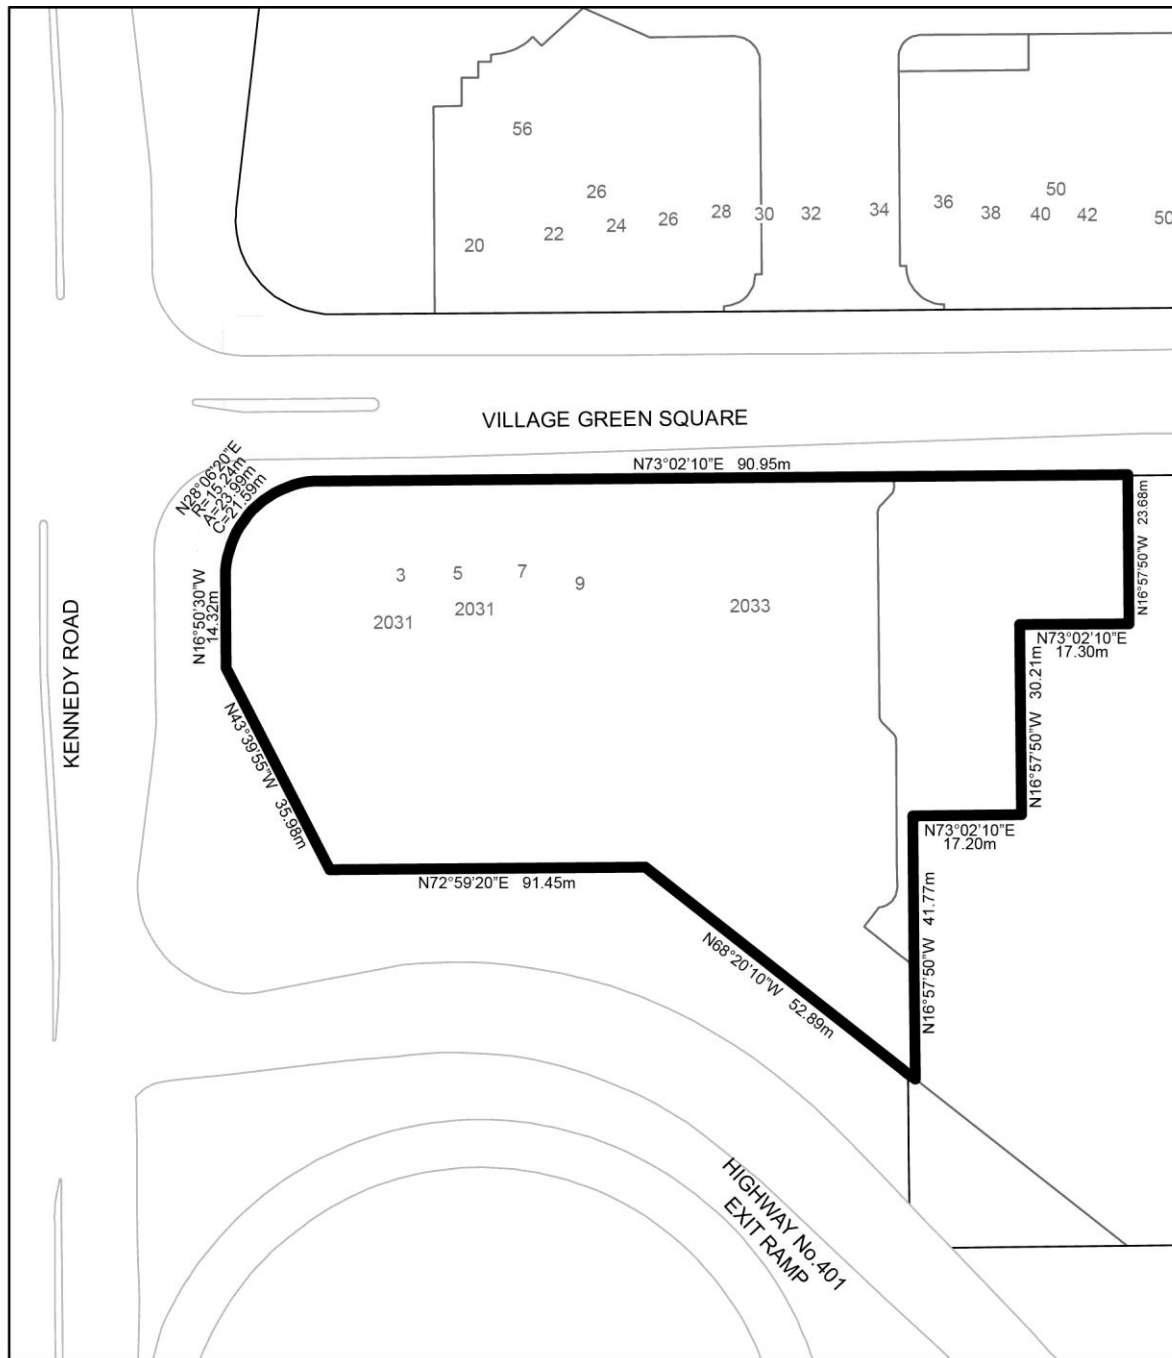 56
26
20
22
24
26
28
30
32
34
36
38
50
40
42
50
VILLAGE GREEN SQUARE
N73°02'10"E 90.95m
N28°06'20"E
R=15.24m
A=23.99m
C=21.59m
N16°57'50"W 23.68m
3
5
7
9
2031
2031
2033
N16°50'30"W
14.32m
KENNEDY ROAD
N73°02'10"E
17.30m
N16°57'50"W 30.21m
N43°39'55"W 35.98m
N73°02'10"E
17.20m
N72°59'20"E 91.45m
N68°20'10"W 52.89m
N16°57'50"W 41.77m
HIGHWAY No.401
EXIT RAMP